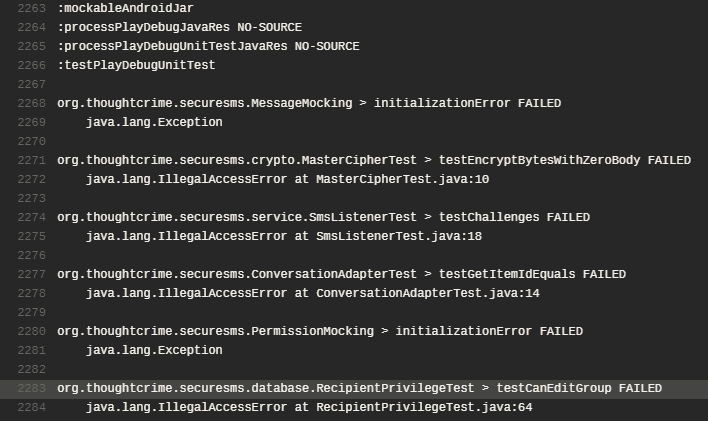 2263 :mockableAndroidJar
2264 :processPlayDebugJavaRes NO-SOURCE
2265 :processPlayDebugUnitTestJavaRes NO-SOURCE
2266 :testPlayDebugUnitTest
2267
2268 org.thoughtcrime.securesms.MessageMocking > initializationError FAILED
2269     java.lang.Exception
2270
2271 org.thoughtcrime.securesms.crypto.MasterCipherTest > testEncryptBytesWithZeroBody FAILED
2272     java.lang.IllegalAccessError at MasterCipherTest.java:10
2273
2274 org.thoughtcrime.securesms.service.SmsListenerTest > testChallenges FAILED
2275     java.lang.IllegalAccessError at SmsListenerTest.java:18
2276
2277 org.thoughtcrime.securesms.ConversationAdapterTest > testGetItemIdEquals FAILED
2278     java.lang.IllegalAccessError at ConversationAdapterTest.java:14
2279
2280 org.thoughtcrime.securesms.PermissionMocking > initializationError FAILED
2281     java.lang.Exception
2282
2283 org.thoughtcrime.securesms.database.RecipientPrivilegeTest > testCanEditGroup FAILED
2284     java.lang.IllegalAccessError at RecipientPrivilegeTest.java:64